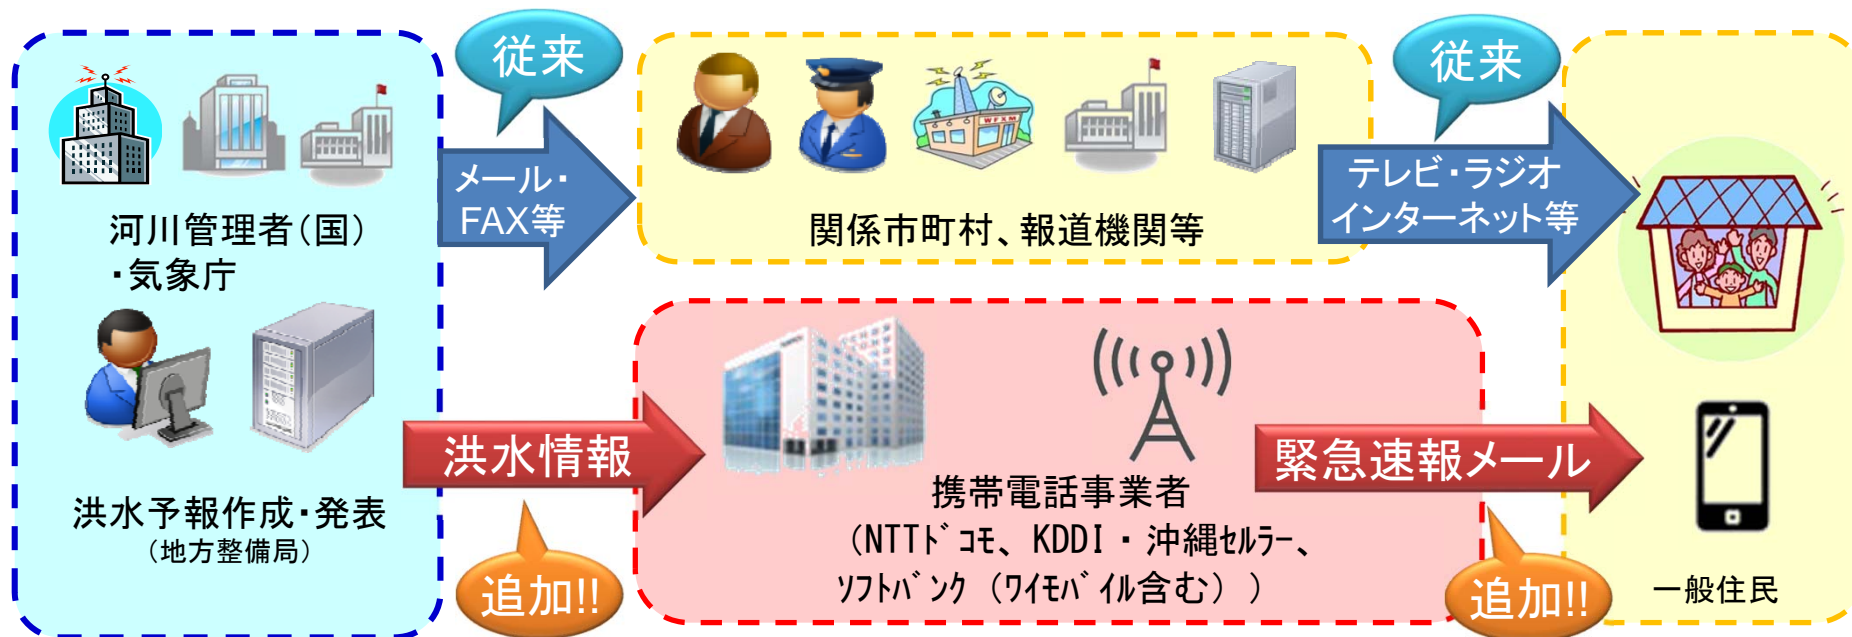 従来
従来
メール・
FAX等
テレビ・ラジオ
インターネット等
WFXM
河川管理者（国）
・気象庁
関係市町村、報道機関等
洪水予報作成・発表
（地方整備局）
洪水情報
緊急速報メール
携帯電話事業者
（NTTﾄﾞｺﾓ、KDDI・沖縄ｾﾙﾗｰ、
ｿﾌﾄﾊﾞﾝｸ（ﾜｲﾓﾊﾞｲﾙ含む））
追加!!
追加!!
一般住民